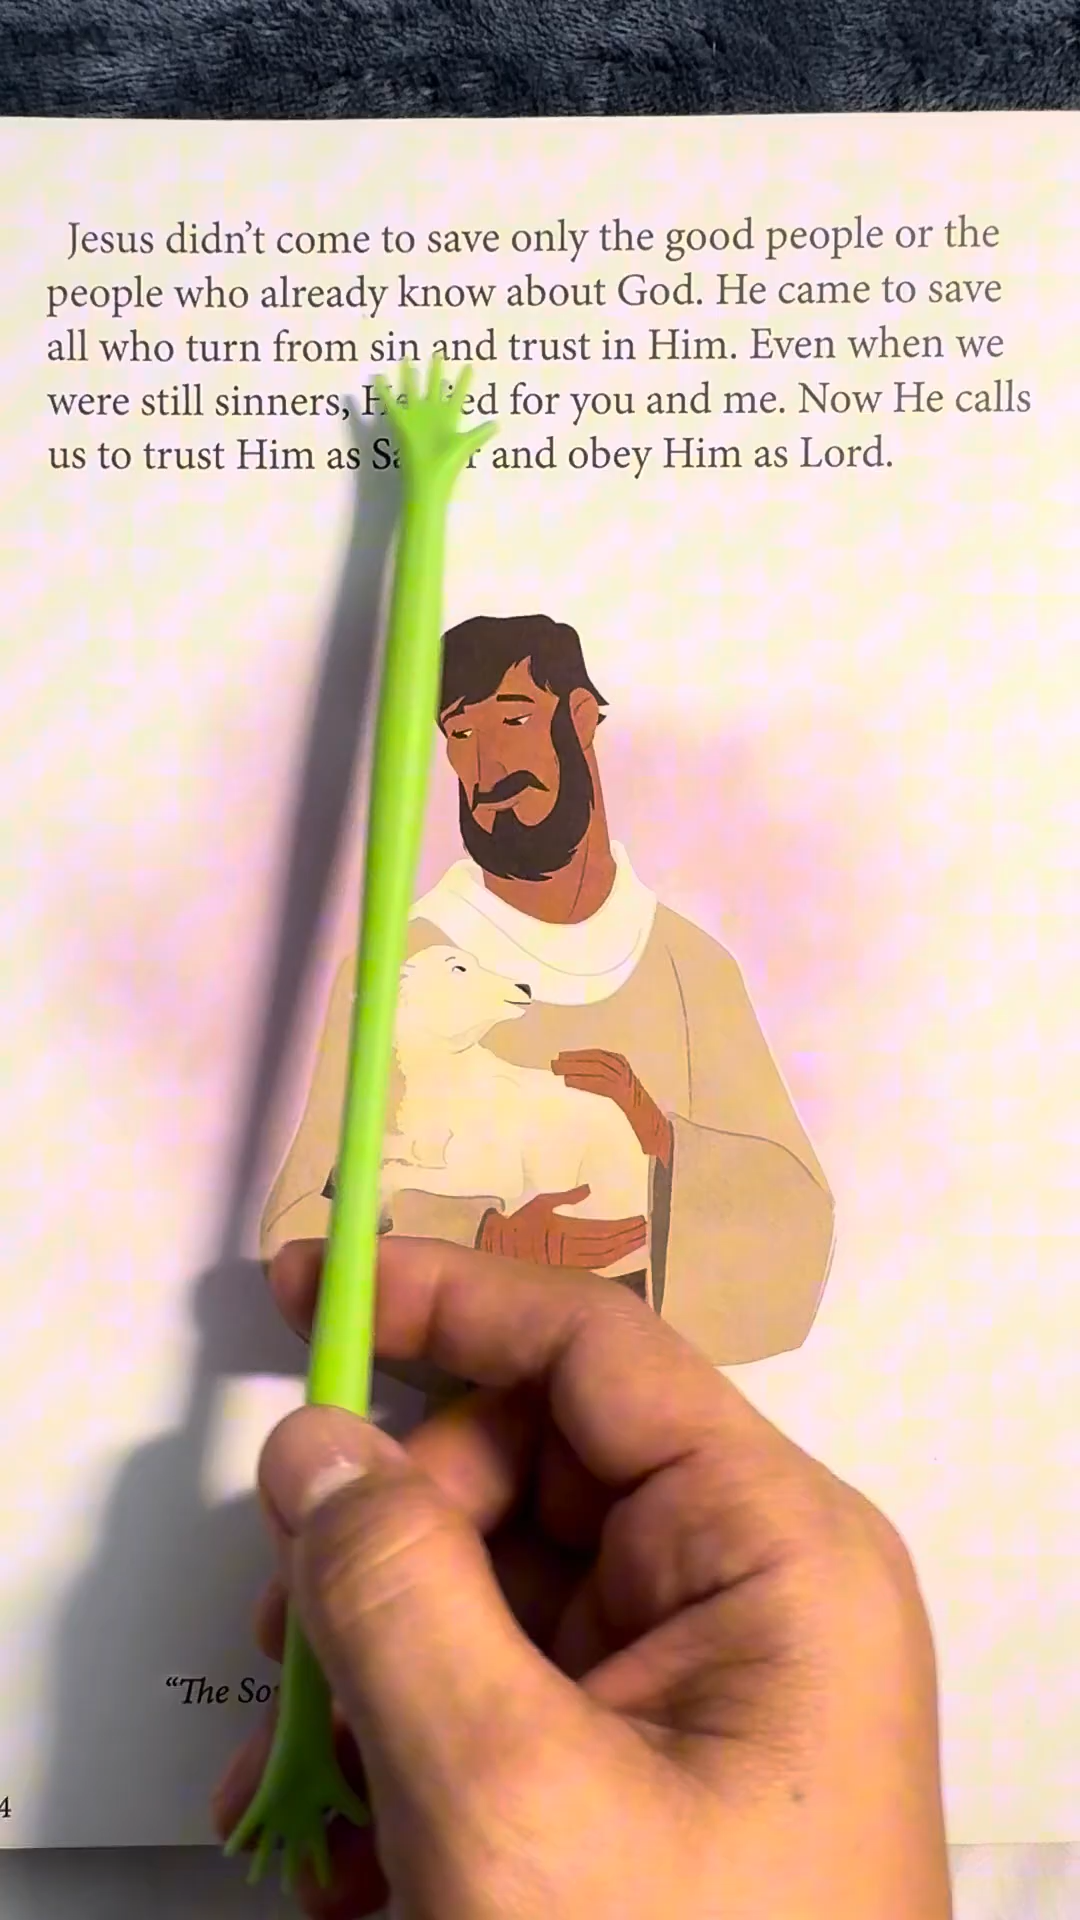 Jesus didn’t come to save only the good people or the
people who already know about God. He came to save
all who turn from sin and trust in Him. Even when we
were still sinners, for you and me. Now He calls
us to trust Him as and obey Him as Lord.
“The
4